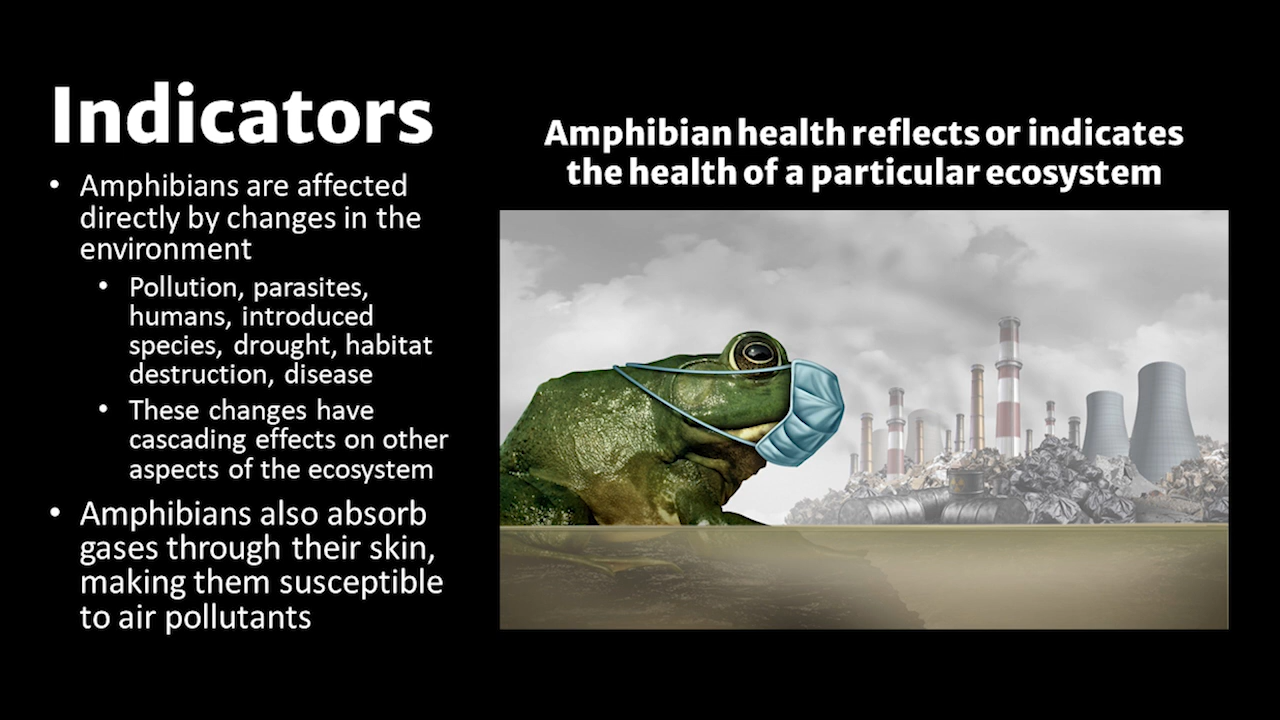 Indicators
• Amphibians are affected
directly by changes in the
environment
• Pollution, parasites,
humans, introduced
species, drought, habitat
destruction, disease
• These changes have
cascading effects on other
aspects of the ecosystem
• Amphibians also absorb
gases through their skin,
making them susceptible
to air pollutants
Amphibian health reflects or indicates
the health of a particular ecosystem